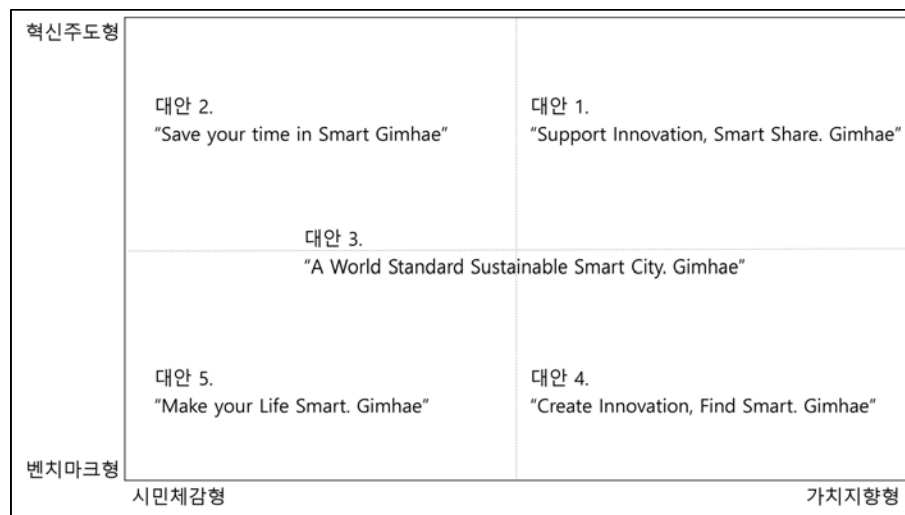 혁신주도형
대안 2.
“Save your time in Smart Gimhae”
대안 1.
“Support Innovation, Smart Share. Gimhae”
대안 3.
“A World Standard Sustainable Smart City. Gimhae”
대안 5.
“Make your Life Smart. Gimhae”
대안 4.
“Create Innovation, Find Smart. Gimhae”
벤치마크형
시민체감형
가치지향형